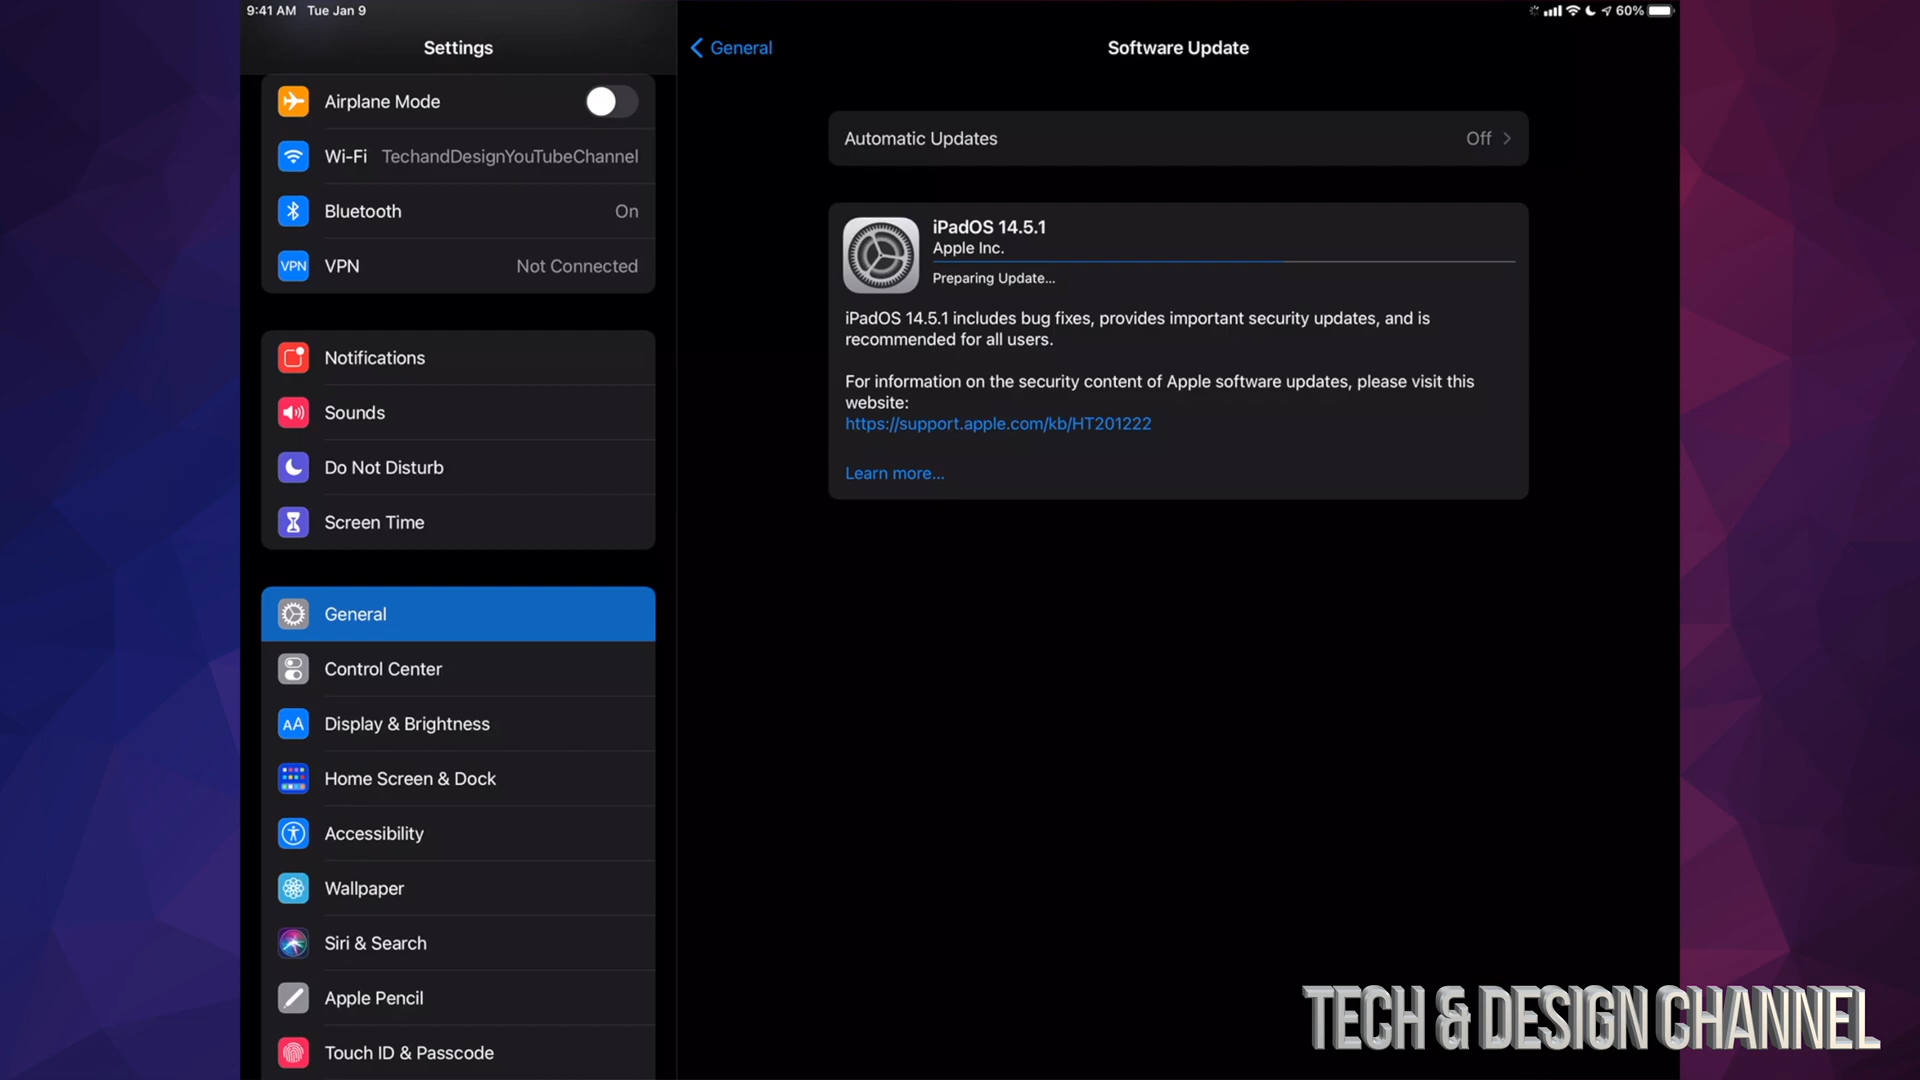 9:41 AM Tue Jan 9
60%
Settings
Airplane Mode
Wi-Fi TechandDesignYouTubeChannel
Bluetooth On
VPN VPN Not Connected
Notifications
Sounds
Do Not Disturb
Screen Time
General
Control Center
AA Display & Brightness
Home Screen & Dock
Accessibility
Wallpaper
Siri & Search
Apple Pencil
Touch ID & Passcode
General
Software Update
Automatic Updates Off
iPadOS 14.5.1
Apple Inc.
Preparing Update...
iPadOS 14.5.1 includes bug fixes, provides important security updates, and is
recommended for all users.
For information on the security content of Apple software updates, please visit this
website:
https://support.apple.com/kb/HT201222
Learn more...
TECH & DESIGN CHANNEL